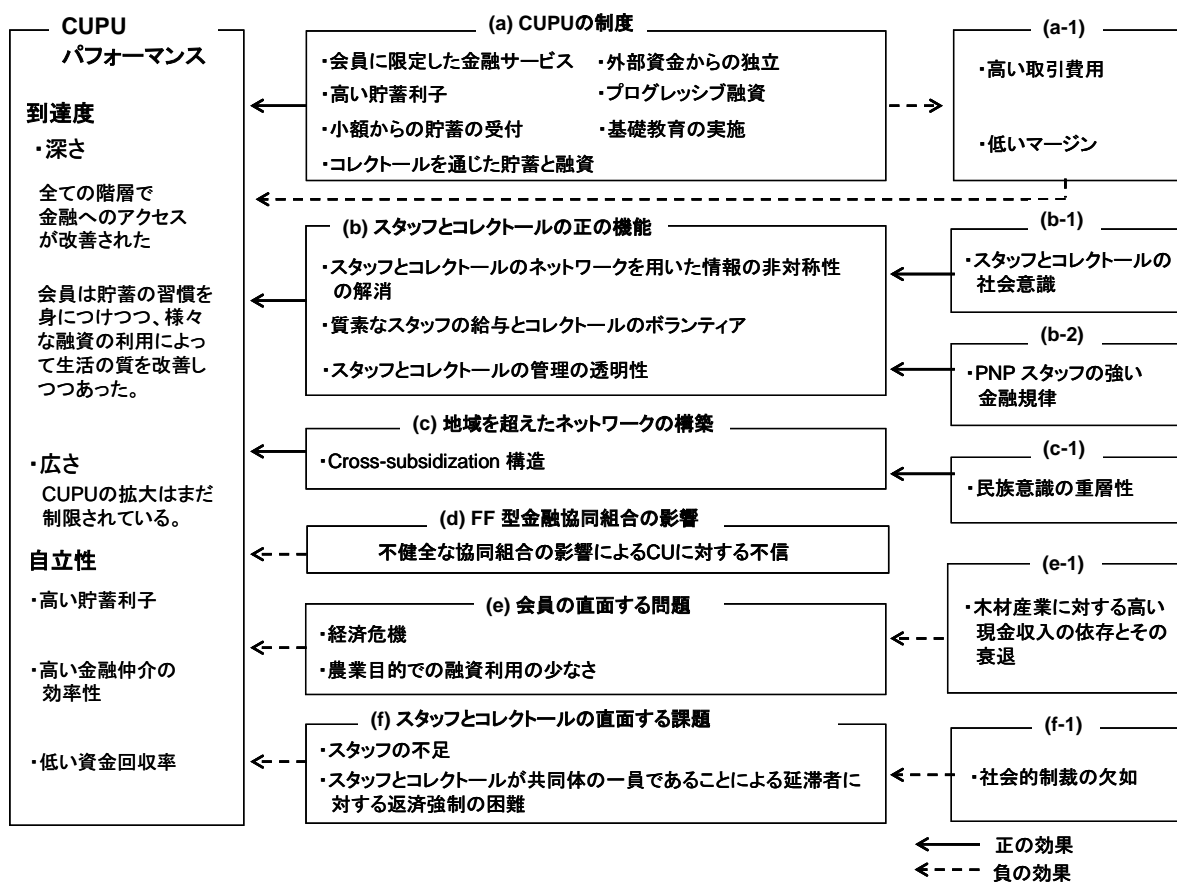 CUPU
パフォーマンス
到達度
・深さ
全ての階層で
金融へのアクセス
が改善された
会員は貯蓄の習慣を
身につけつつ、様々
な融資の利用によっ
て生活の質を改善し
つつあった。
・広さ
CUPUの拡大はまだ
制限されている。
自立性
・高い貯蓄利子
・高い金融仲介の
効率性
・低い資金回収率
(a) CUPUの制度
・会員に限定した金融サービス
・外部資金からの独立
・高い貯蓄利子
・プログレッシブ融資
・小額からの貯蓄の受付
・基礎教育の実施
・コレクトールを通じた貯蓄と融資
(a-1)
・高い取引費用
・低いマージン
(b) スタッフとコレクトールの正の機能
・スタッフとコレクトールのネットワークを用いた情報の非対称性
の解消
・質素なスタッフの給与とコレクトールのボランティア
・スタッフとコレクトールの管理の透明性
(b-1)
・スタッフとコレクトールの
社会意識
(b-2)
・PNP スタッフの強い
金融規律
(c) 地域を超えたネットワークの構築
・Cross-subsidization 構造
(c-1)
・民族意識の重層性
(d) FF 型金融協同組合の影響
不健全な協同組合の影響によるCUに対する不信
(e) 会員の直面する問題
・経済危機
・農業目的での融資利用の少なさ
(e-1)
・木材産業に対する高い
現金収入の依存とその
衰退
(f) スタッフとコレクトールの直面する課題
・スタッフの不足
・スタッフとコレクトールが共同体の一員であることによる延滞者に
対する返済強制の困難
(f-1)
・社会的制裁の欠如
正の効果
負の効果